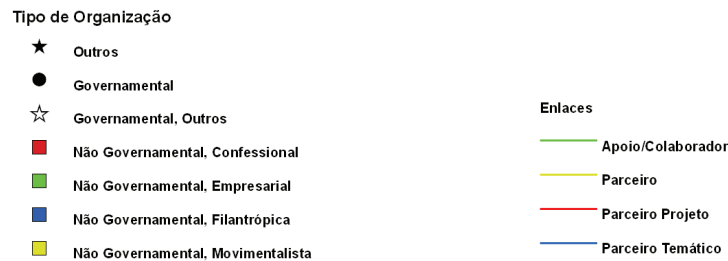 Tipo de Organização
Outros
Governamental
Governamental, Outros
Não Governamental, Confessional
Não Governamental, Empresarial
Não Governamental, Filantrópica
Não Governamental, Movimentalista
Enlaces
Apoio/Colaborador
Parceiro
Parceiro Projeto
Parceiro Temático